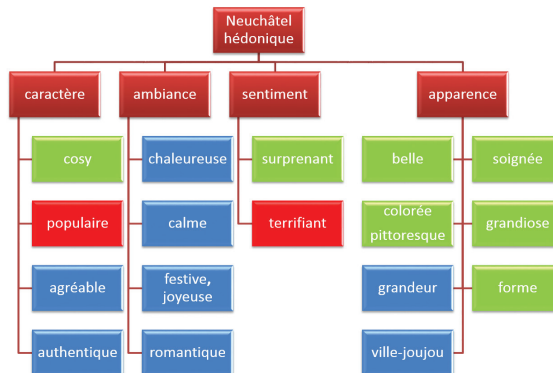 Neuchâtel
hédonique
caractère
ambiance
sentiment
apparence
cosy
populaire
agréable
authentique
chaleureuse
calme
festive,
joyeuse
romantique
surprenant
terrifiant
belle
colorée
pittoresque
grandeur
ville-joujou
soignée
grandiose
forme